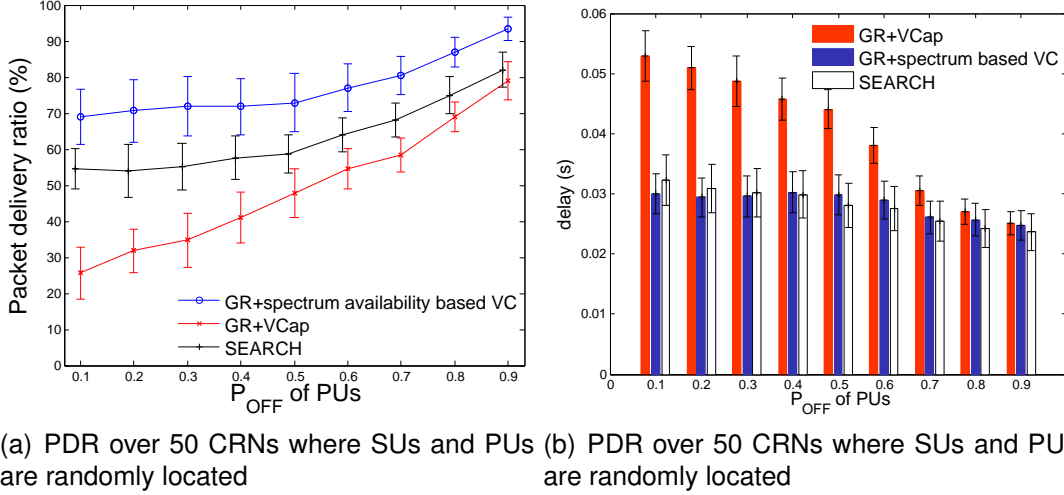 100
90
80
70
60
50
40
30
20
10
0
Packet delivery ratio (%)
GR+spectrum availability based VC
GR+VCap
SEARCH
0.1 0.2 0.3 0.4 0.5 0.6 0.7 0.8 0.9
P_OFF of PUs
0.06
0.05
0.04
0.03
0.02
0.01
0
delay (s)
GR+VCap
GR+spectrum based VC
SEARCH
0 0.1 0.2 0.3 0.4 0.5 0.6 0.7 0.8 0.9
P_OFF of PUs
(a) PDR over 50 CRNs where SUs and PUs
are randomly located
(b) PDR over 50 CRNs where SUs and PU
are randomly located